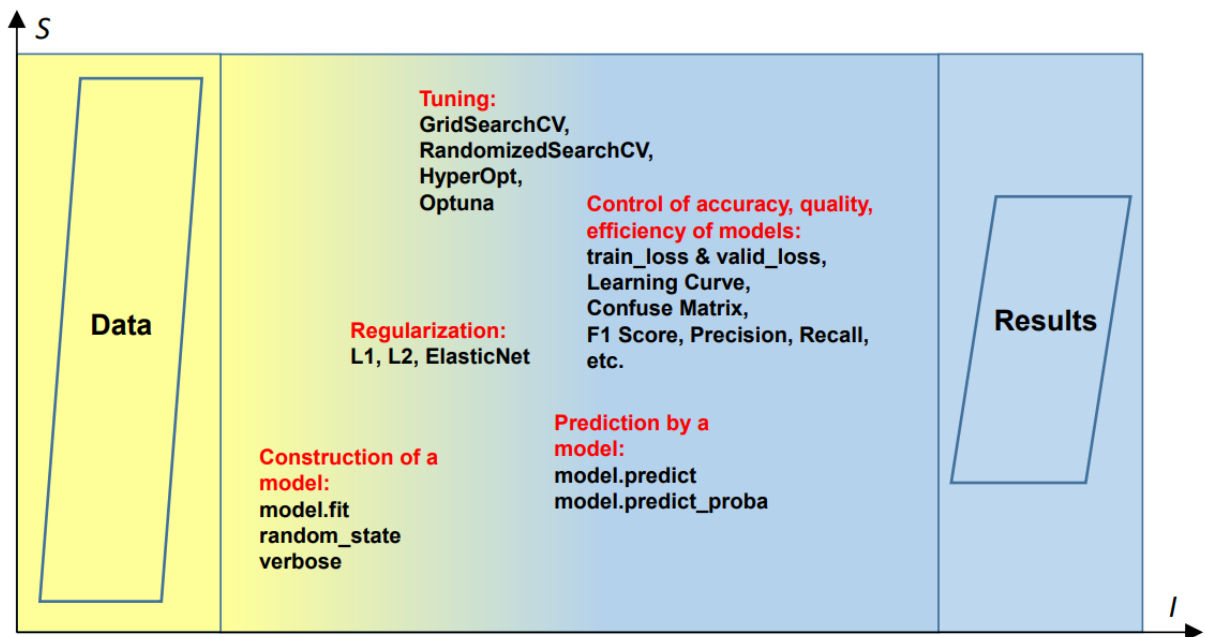 S
Data
Tuning:
GridSearchCV,
RandomizedSearchCV,
HyperOpt,
Optuna
Control of accuracy, quality,
efficiency of models:
train_loss & valid_loss,
Learning Curve,
Confuse Matrix,
F1 Score, Precision, Recall,
etc.
Regularization:
L1, L2, ElasticNet
Construction of a
model:
model.fit
random_state
verbose
Prediction by a
model:
model.predict
model.predict_proba
Results
I